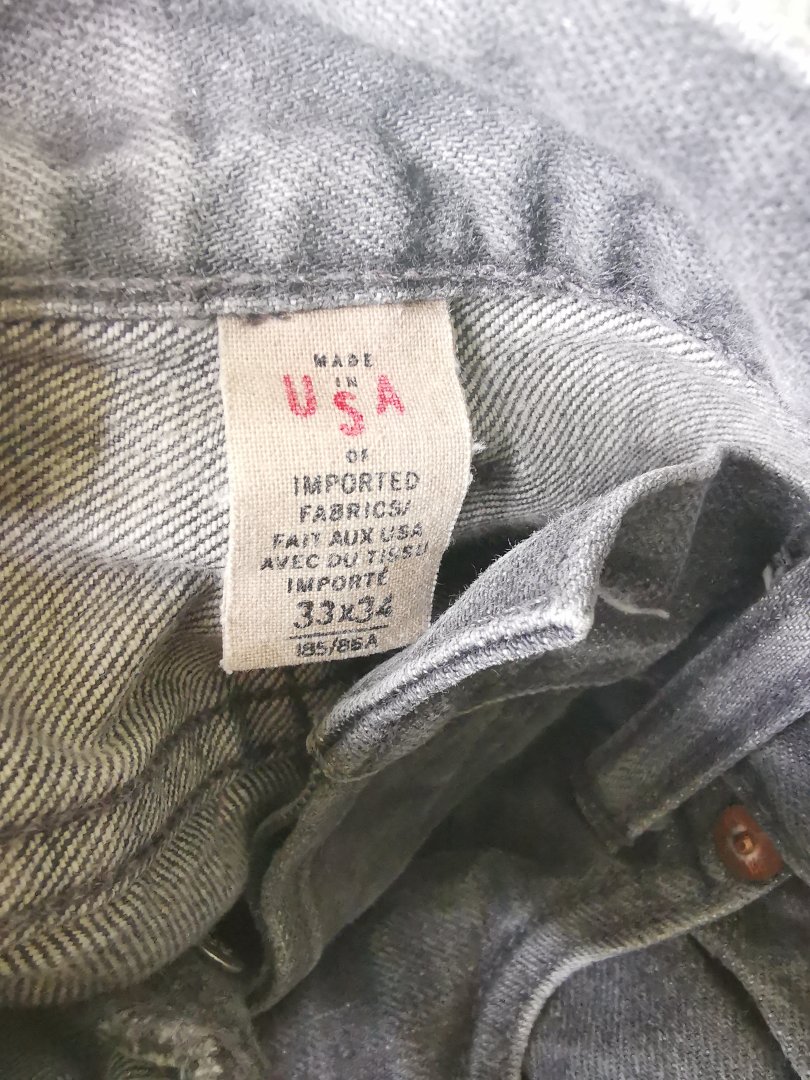 MADE
IN
USA
OF
IMPORTED
FABRICS/
FAIT AUX USA
AVEC DU TISSU
IMPORTÉ
33x34
185/86A